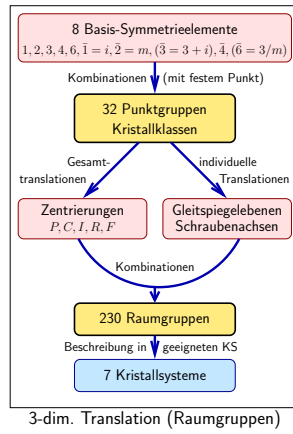 8 Basis-Symmetrieelemente
1, 2, 3, 4, 6, 1̄ = i, 2̄ = m, (3̄ = 3 + i), 4̄, (6̄ = 3/m)
Kombinationen (mit festem Punkt)
32 Punktgruppen
Kristallklassen
Gesamt-
translationen
individuelle
Translationen
Zentrierungen
P, C, I, R, F
Gleitspiegelebenen
Schraubenachsen
Kombinationen
230 Raumgruppen
Beschreibung in geeigneten KS
7 Kristallsysteme
3-dim. Translation (Raumgruppen)